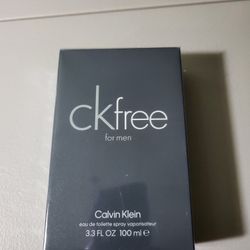 ckfree
for men
Calvin Klein
eau de toilette spray vaporisateur
3.3 FL OZ 100 ml ℮